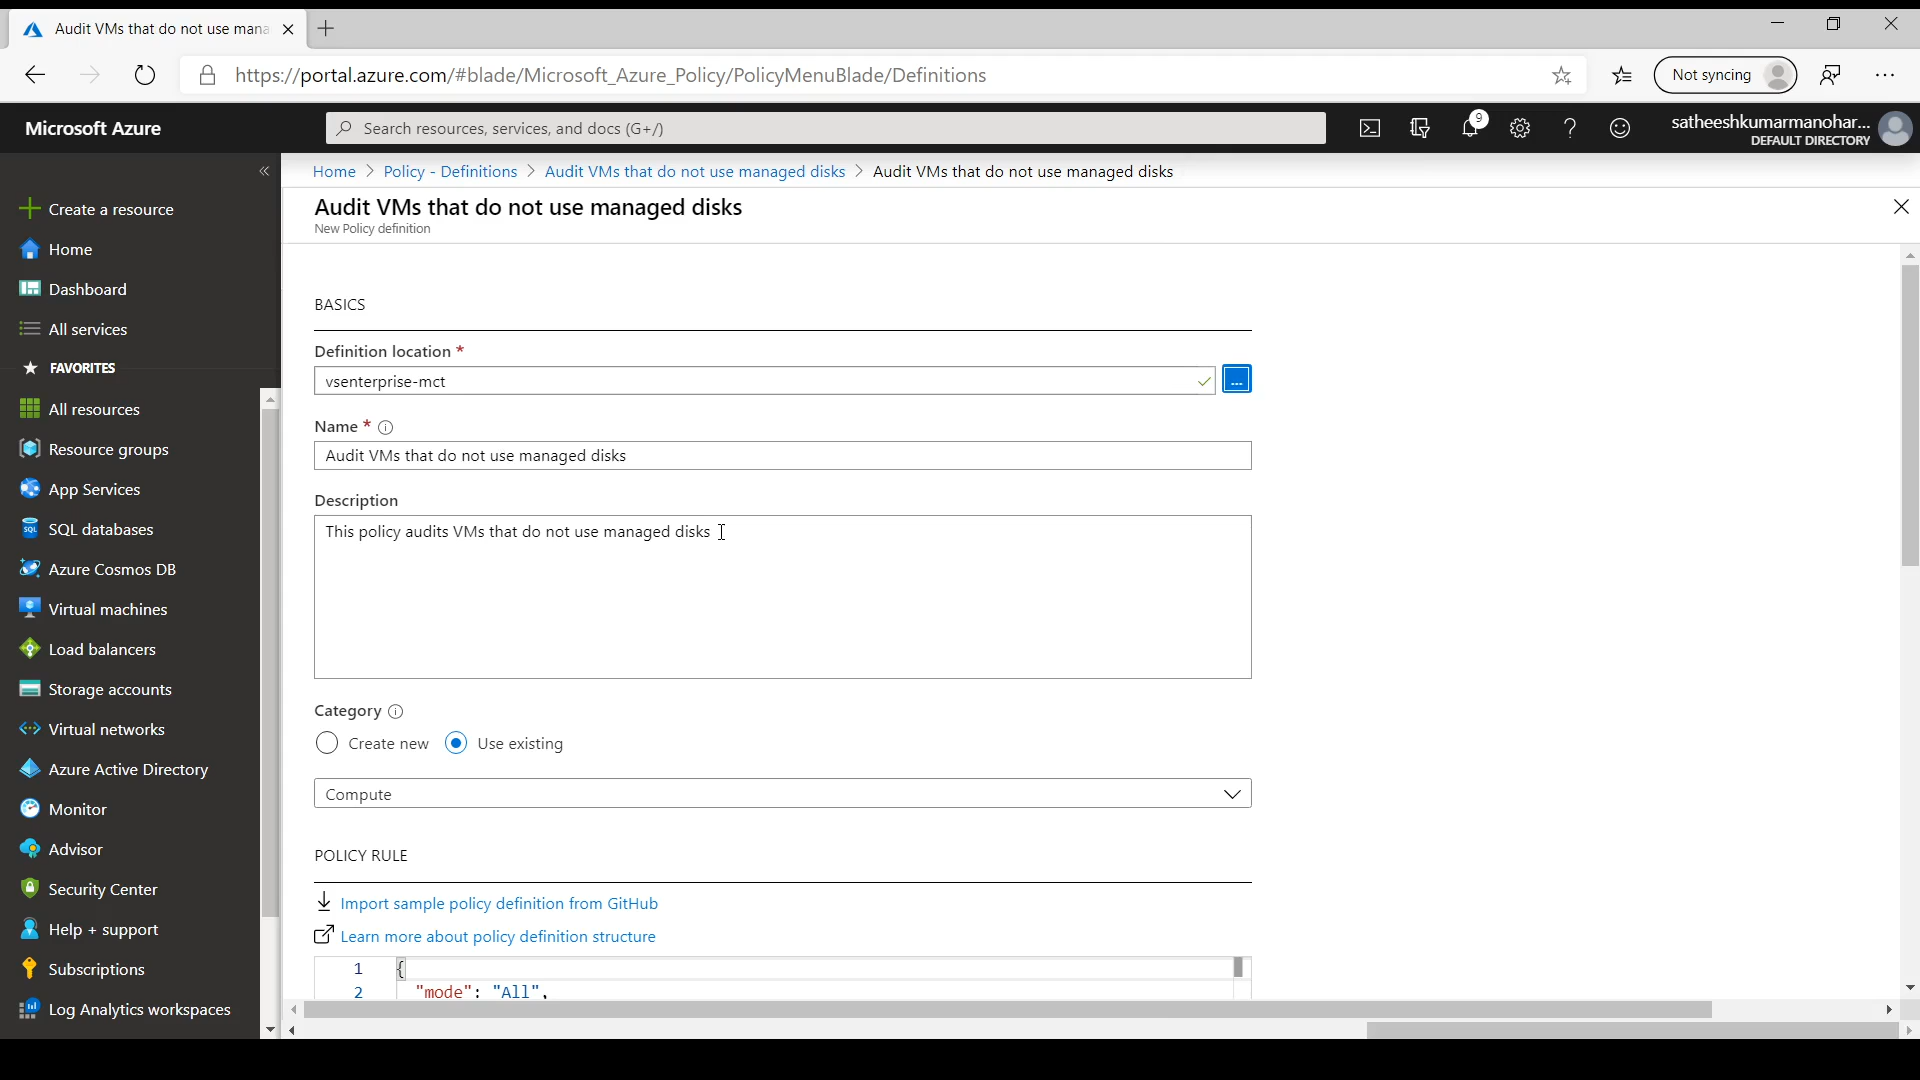 Audit VMs that do not use mana
https://portal.azure.com/#blade/Microsoft_Azure_Policy/PolicyMenuBlade/Definitions
Not syncing
Microsoft Azure
Search resources, services, and docs (G+/)
9
satheeshkumarmanohar...
DEFAULT DIRECTORY
Home > Policy - Definitions > Audit VMs that do not use managed disks > Audit VMs that do not use managed disks
Audit VMs that do not use managed disks
New Policy definition
Create a resource
Home
Dashboard
All services
FAVORITES
All resources
Resource groups
App Services
SQL databases
Azure Cosmos DB
Virtual machines
Load balancers
Storage accounts
Virtual networks
Azure Active Directory
Monitor
Advisor
Security Center
Help + support
Subscriptions
Log Analytics workspaces
BASICS
Definition location *
vsenterprise-mct
...
Name *
Audit VMs that do not use managed disks
Description
This policy audits VMs that do not use managed disks
Category
Create new Use existing
Compute
POLICY RULE
Import sample policy definition from GitHub
Learn more about policy definition structure
1 {
2 "mode": "All",